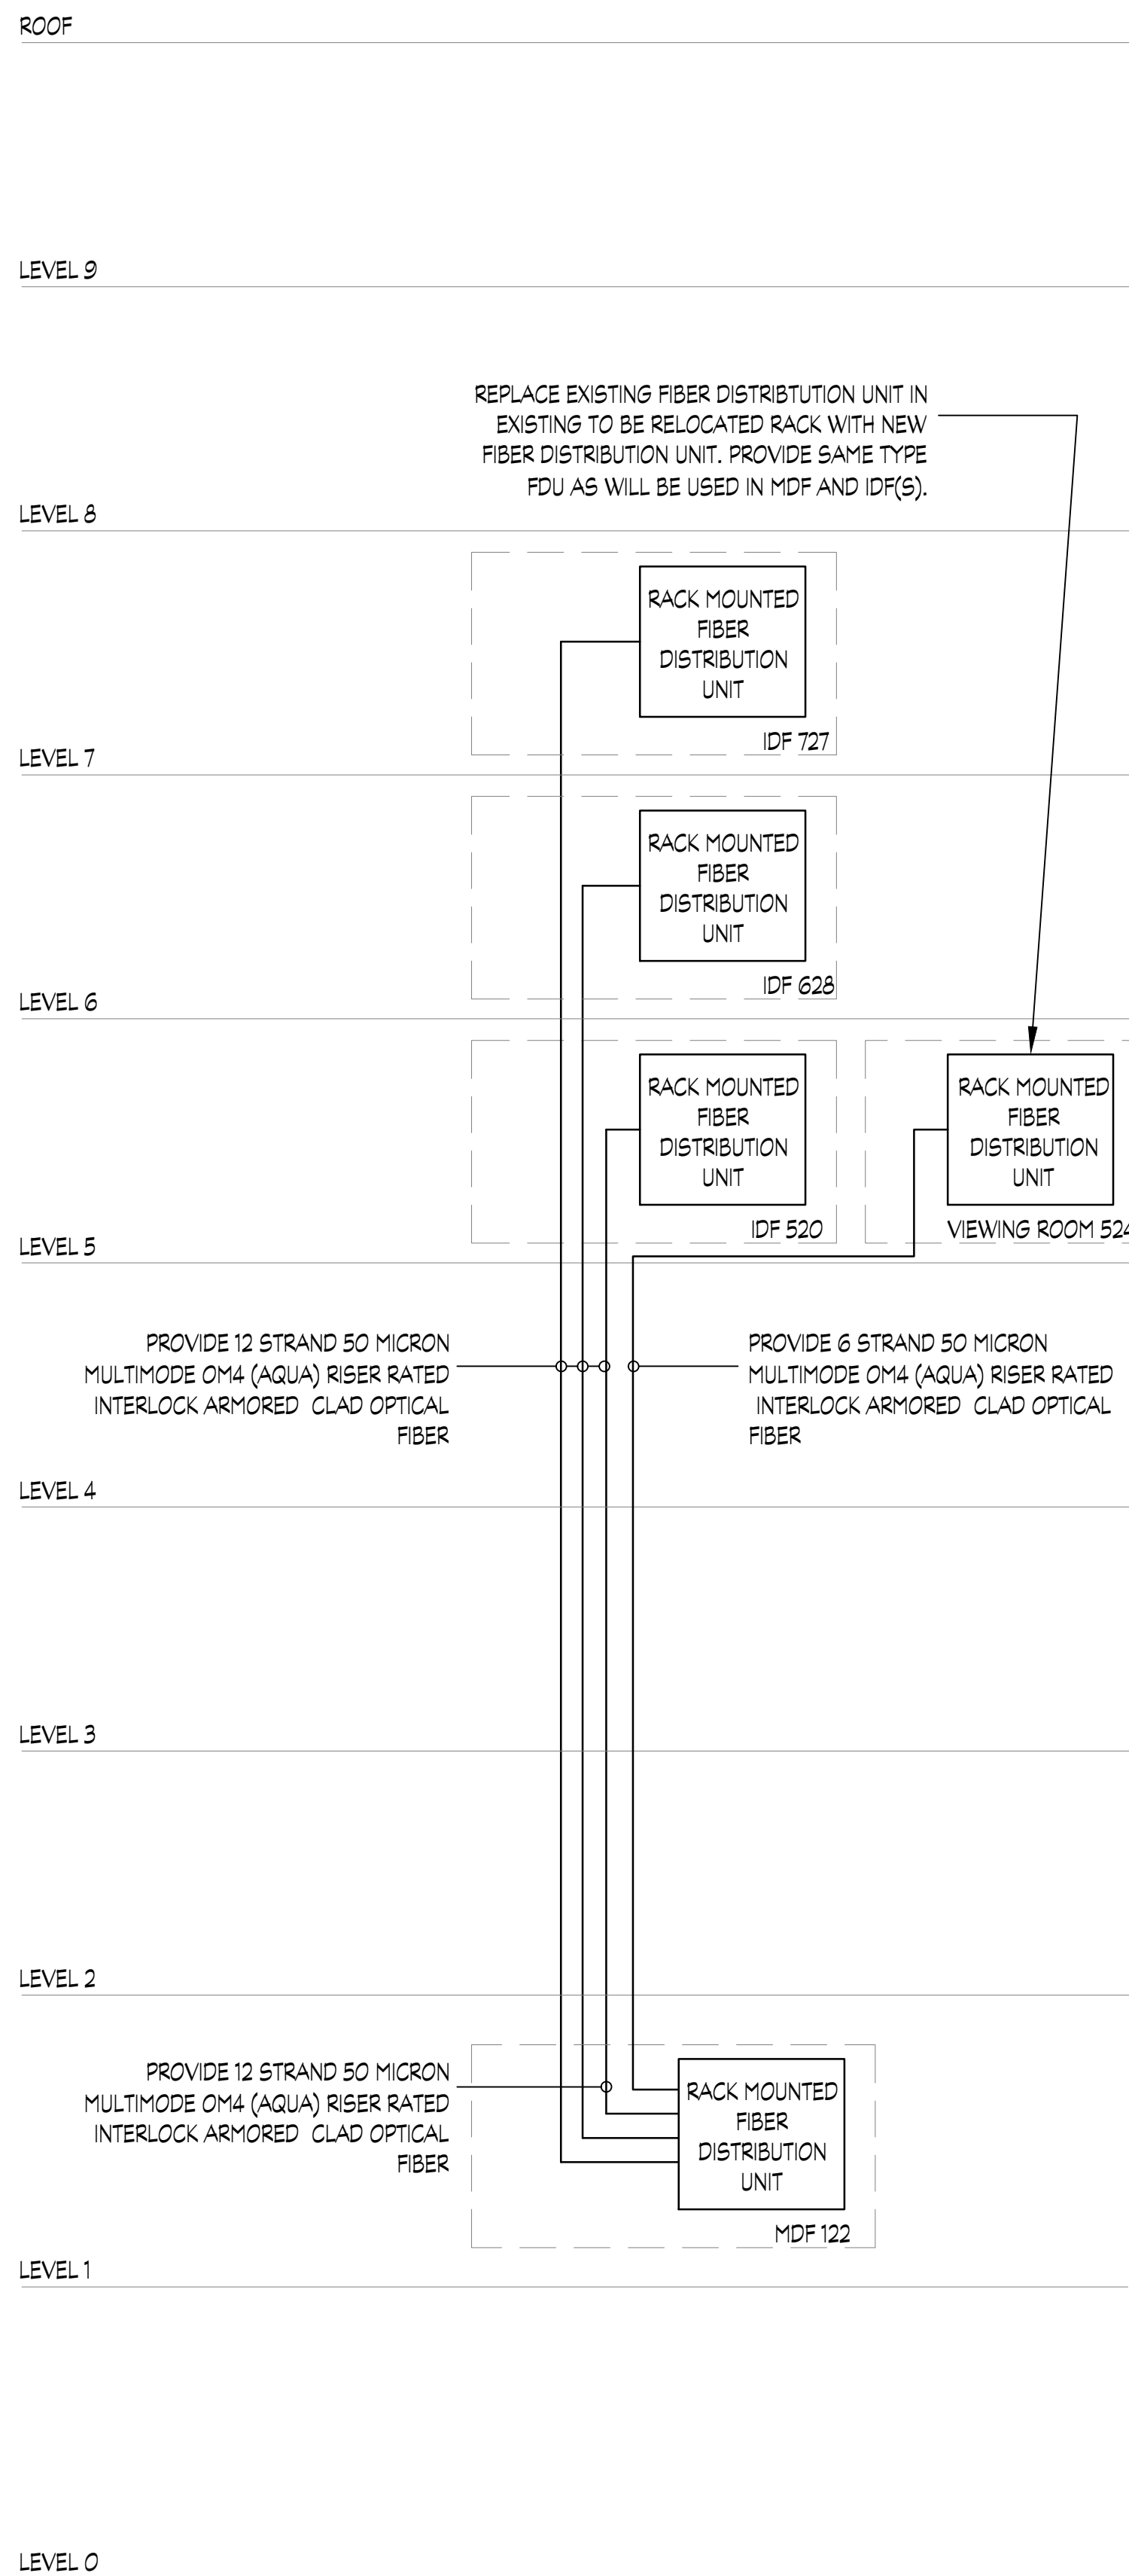 ROOF
LEVEL 9
REPLACE EXISTING FIBER DISTRIBTUTION UNIT IN
EXISTING TO BE RELOCATED RACK WITH NEW
FIBER DISTRIBUTION UNIT. PROVIDE SAME TYPE
FDU AS WILL BE USED IN MDF AND IDF(S).
LEVEL 8
RACK MOUNTED
FIBER
DISTRIBUTION
UNIT
IDF 727
LEVEL 7
RACK MOUNTED
FIBER
DISTRIBUTION
UNIT
IDF 628
LEVEL 6
RACK MOUNTED
FIBER
DISTRIBUTION
UNIT
IDF 520
RACK MOUNTED
FIBER
DISTRIBUTION
UNIT
VIEWING ROOM 524
LEVEL 5
PROVIDE 12 STRAND 50 MICRON
MULTIMODE OM4 (AQUA) RISER RATED
INTERLOCK ARMORED CLAD OPTICAL
FIBER
PROVIDE 6 STRAND 50 MICRON
MULTIMODE OM4 (AQUA) RISER RATED
INTERLOCK ARMORED CLAD OPTICAL
FIBER
LEVEL 4
LEVEL 3
LEVEL 2
PROVIDE 12 STRAND 50 MICRON
MULTIMODE OM4 (AQUA) RISER RATED
INTERLOCK ARMORED CLAD OPTICAL
FIBER
RACK MOUNTED
FIBER
DISTRIBUTION
UNIT
MDF 122
LEVEL 1
LEVEL 0